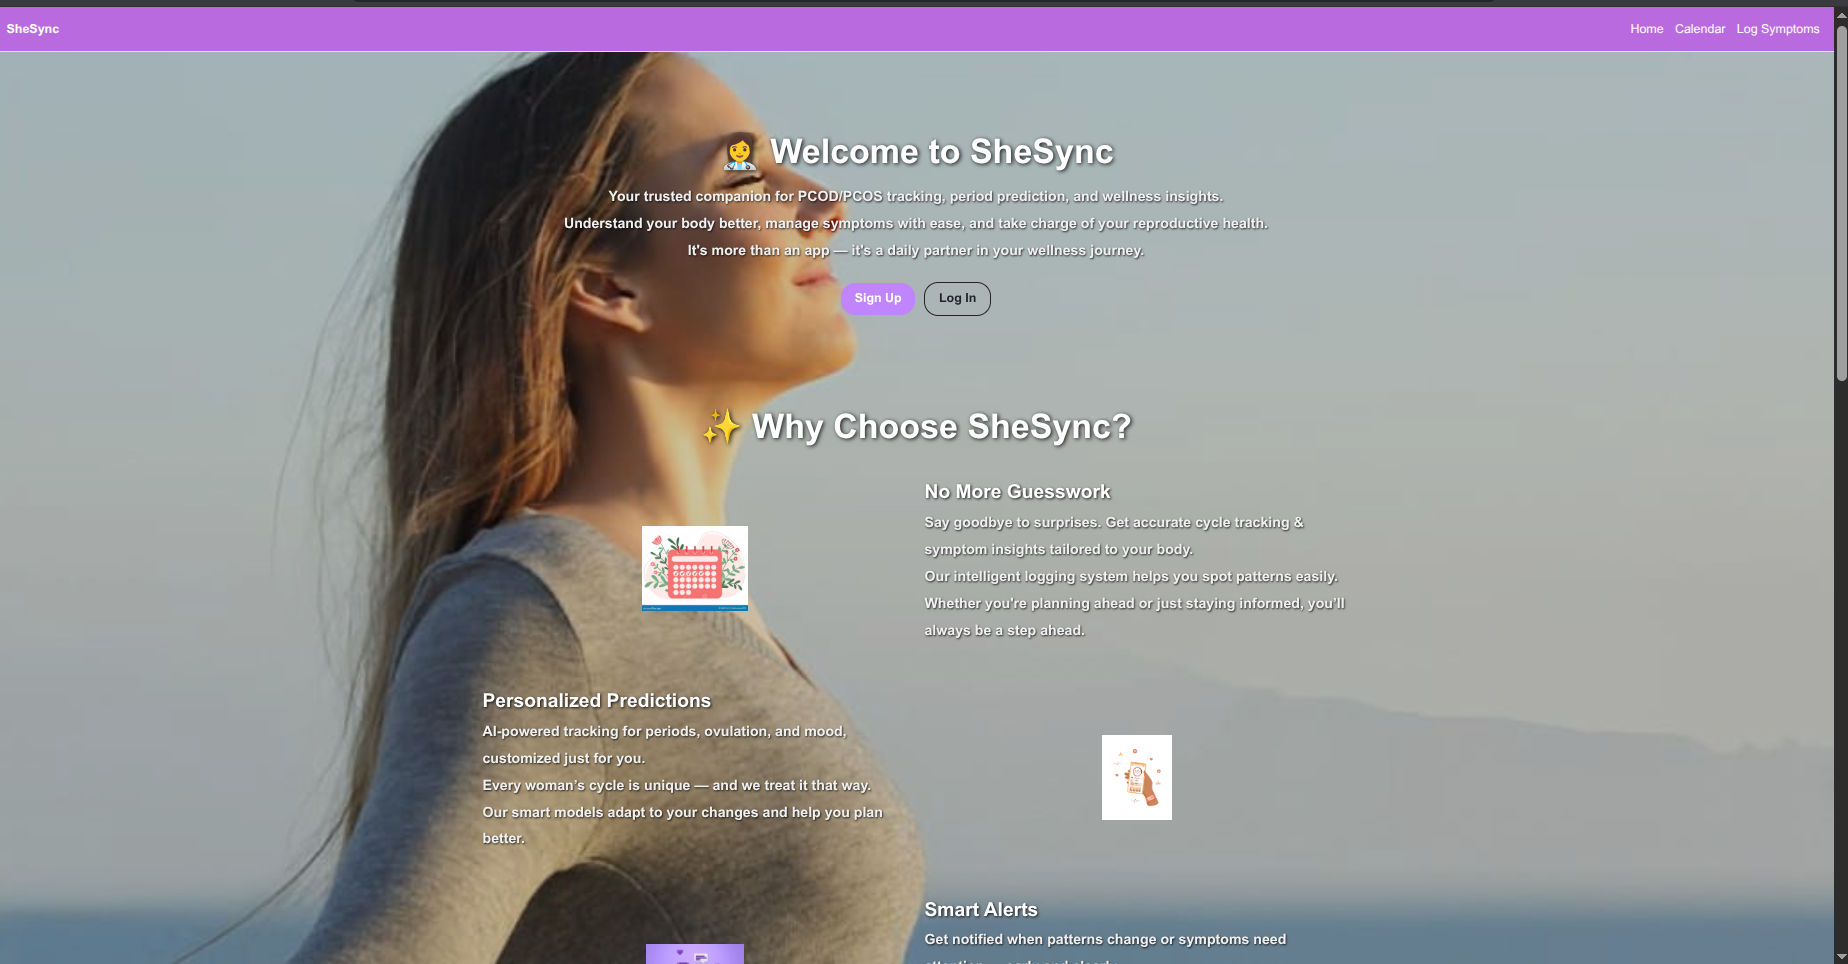 SheSync
Home Calendar Log Symptoms
👩‍⚕️ Welcome to SheSync
Your trusted companion for PCOD/PCOS tracking, period prediction, and wellness insights.
Understand your body better, manage symptoms with ease, and take charge of your reproductive health.
It's more than an app — it's a daily partner in your wellness journey.
Sign Up Log In
✨ Why Choose SheSync?
No More Guesswork
Say goodbye to surprises. Get accurate cycle tracking &
symptom insights tailored to your body.
Our intelligent logging system helps you spot patterns easily.
Whether you're planning ahead or just staying informed, you'll
always be a step ahead.
Personalized Predictions
AI-powered tracking for periods, ovulation, and mood,
customized just for you.
Every woman's cycle is unique — and we treat it that way.
Our smart models adapt to your changes and help you plan
better.
Smart Alerts
Get notified when patterns change or symptoms need